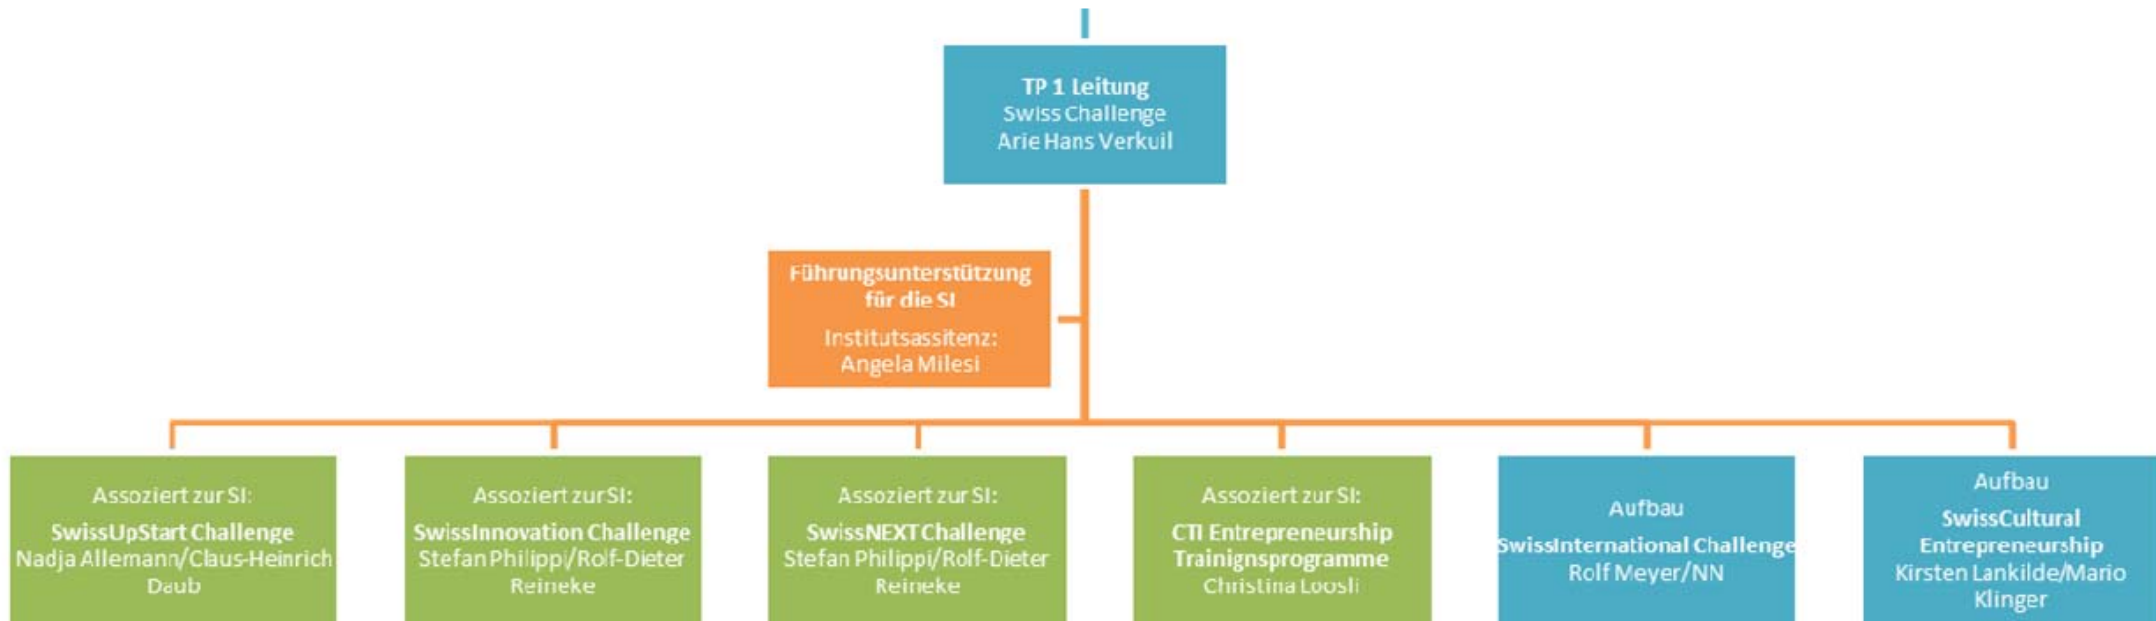 TP 1 Leitung
Swiss Challenge
Arie Hans Verkuil
Führungsunterstützung
für die SI
Institutsassitenz:
Angela Milesi
Assoziert zur SI:
SwissUpStart Challenge
Nadja Allemann/Claus-Heinrich
Daub
Assoziert zur SI:
SwissInnovation Challenge
Stefan Philippi/Rolf-Dieter
Reineke
Assoziert zur SI:
SwissNEXTChallenge
Stefan Philippi/Rolf-Dieter
Reineke
Assoziert zur SI:
CTI Entrepreneurship
Trainignsprogramme
Christina Loosli
Aufbau
SwissInternational Challenge
Rolf Meyer/NN
Aufbau
SwissCultural
Entrepreneurship
Kirsten Lankilde/Mario
Klinger